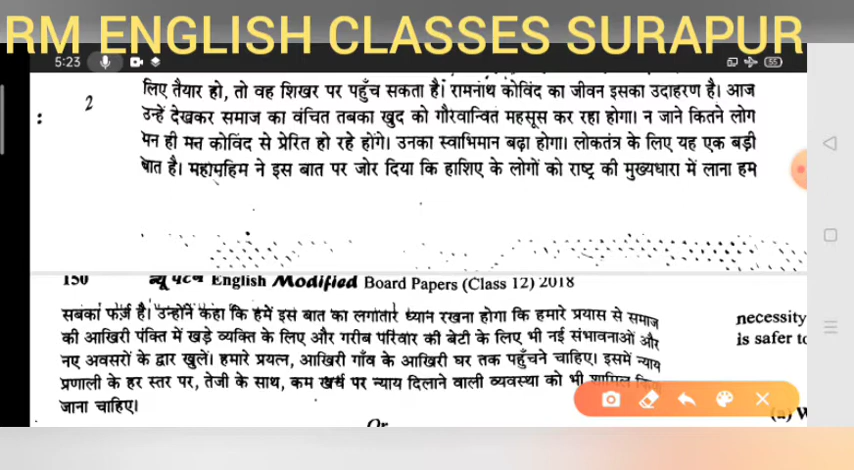 RM ENGLISH CLASSES SURAPUR
5:23
55
2
लिए तैयार हो, तो वह शिखर पर पहुँच सकता है। रामनाथ कोविंद का जीवन इसका उदाहरण है। आज
उन्हें देखकर समाज का वंचित तबका खुद को गौरवान्वित महसूस कर रहा होगा। न जाने कितने लोग
मन ही मन कोविंद से प्रेरित हो रहे होंगे। उनका स्वाभिमान बढ़ा होगा। लोकतंत्र के लिए यह एक बड़ी
बात है। महामहिम ने इस बात पर जोर दिया कि हाशिए के लोगों को राष्ट्र की मुख्यधारा में लाना हम
150 न्यू पैटर्न English Modified Board Papers (Class 12) 2018
सबका फर्ज है। उन्होंने कहा कि हमें इस बात का लगातार ध्यान रखना होगा कि हमारे प्रयास से समाज
की आखिरी पंक्ति में खड़े व्यक्ति के लिए और गरीब परिवार की बेटी के लिए भी नई संभावनाओं और
नए अवसरों के द्वार खुलें। हमारे प्रयत्न, आखिरी गाँव के आखिरी घर तक पहुँचने चाहिए। इसमें न्याय
प्रणाली के हर स्तर पर, तेजी के साथ, कम खर्च पर न्याय दिलाने वाली व्यवस्था को भी शामिल
जाना चाहिए।
Or
necessity
is safer to
(a) W